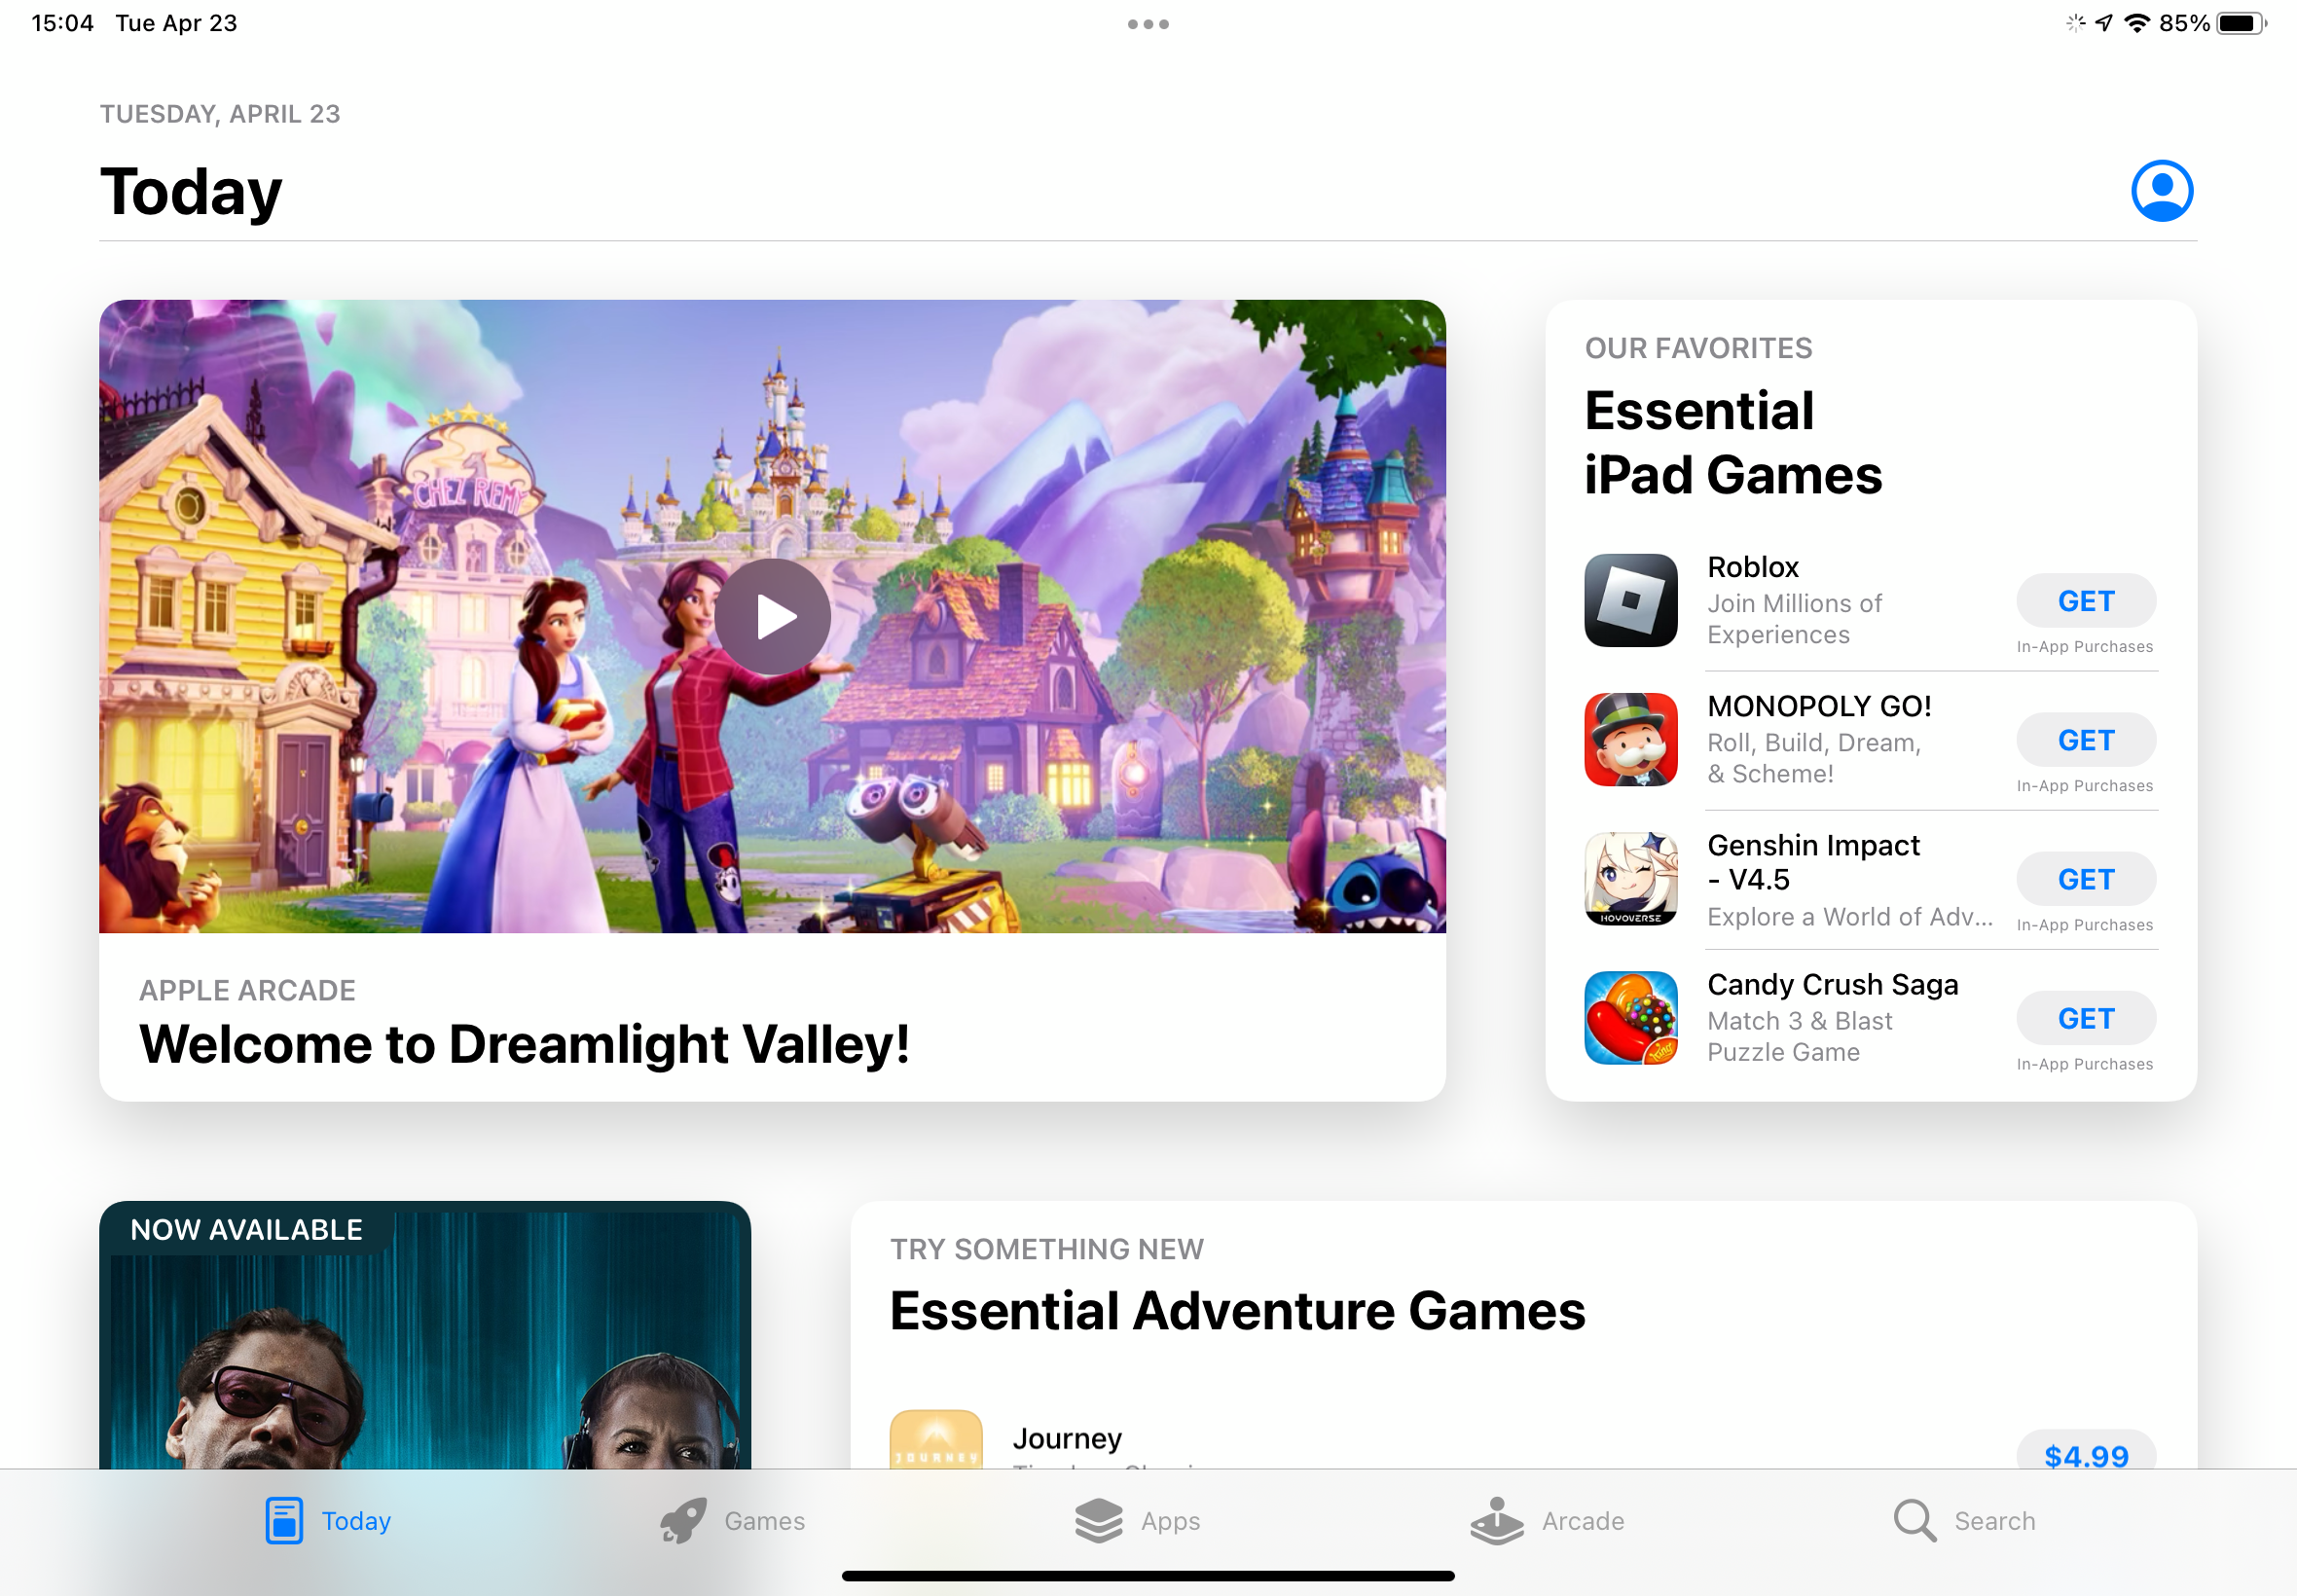 15:04 Tue Apr 23
85%
TUESDAY, APRIL 23
Today
CHEZ REMY
APPLE ARCADE
Welcome to Dreamlight Valley!
OUR FAVORITES
Essential
iPad Games
Roblox
Join Millions of
Experiences
GET
In-App Purchases
MONOPOLY GO!
Roll, Build, Dream,
& Scheme!
GET
In-App Purchases
Genshin Impact
- V4.5
Explore a World of Adv...
HOYOVERSE
GET
In-App Purchases
Candy Crush Saga
Match 3 & Blast
Puzzle Game
King
GET
In-App Purchases
NOW AVAILABLE
TRY SOMETHING NEW
Essential Adventure Games
JOURNEY
Journey
$4.99
Today
Games
Apps
Arcade
Search